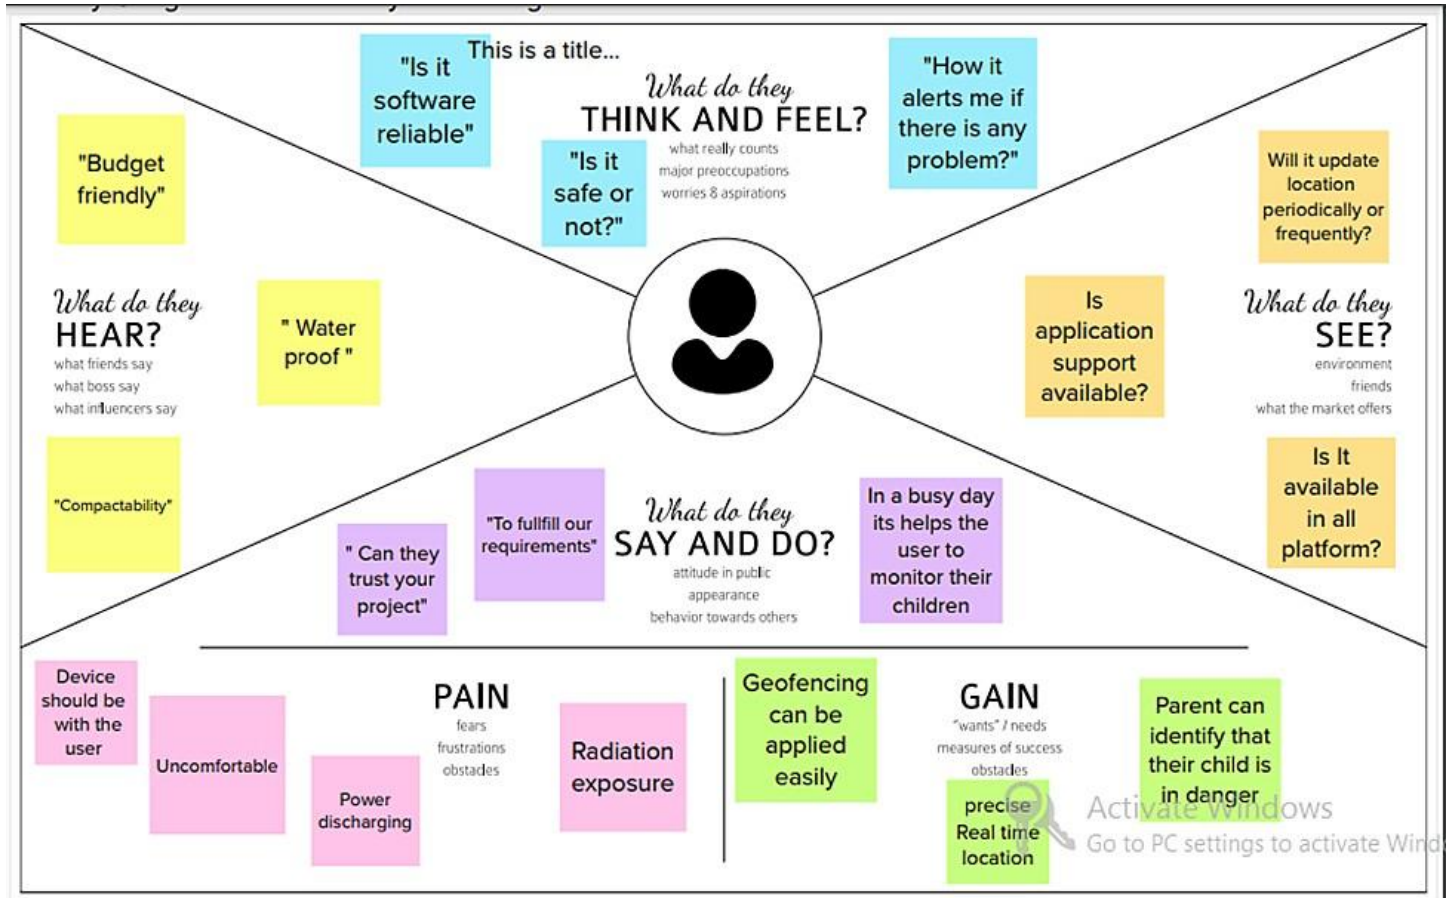 This is a title...
"Is it
software
reliable"
What do they
THINK AND FEEL?
what really counts
major preoccupations
worries & aspirations
"Is it
safe or
not?"
"How it
alerts me if
there is any
problem?"
"Budget
friendly"
What do they
HEAR?
what friends say
what boss say
what influencers say
" Water
proof "
"Compactability"
Will it update
location
periodically or
frequently?
Is
application
support
available?
What do they
SEE?
environment
friends
what the market offers
Is It
available
in all
platform?
" Can they
trust your
project"
"To fullfill our
requirements"
What do they
SAY AND DO?
attitude in public
appearance
behavior towards others
In a busy day
its helps the
user to
monitor their
children
Device
should be
with the
user
Uncomfortable
Power
discharging
PAIN
fears
frustrations
obstacles
Radiation
exposure
Geofencing
can be
applied
easily
GAIN
"wants" / needs
measures of success
obstacles
precise
Real time
location
Parent can
identify that
their child is
in danger
Activate Windows
Go to PC settings to activate Wind